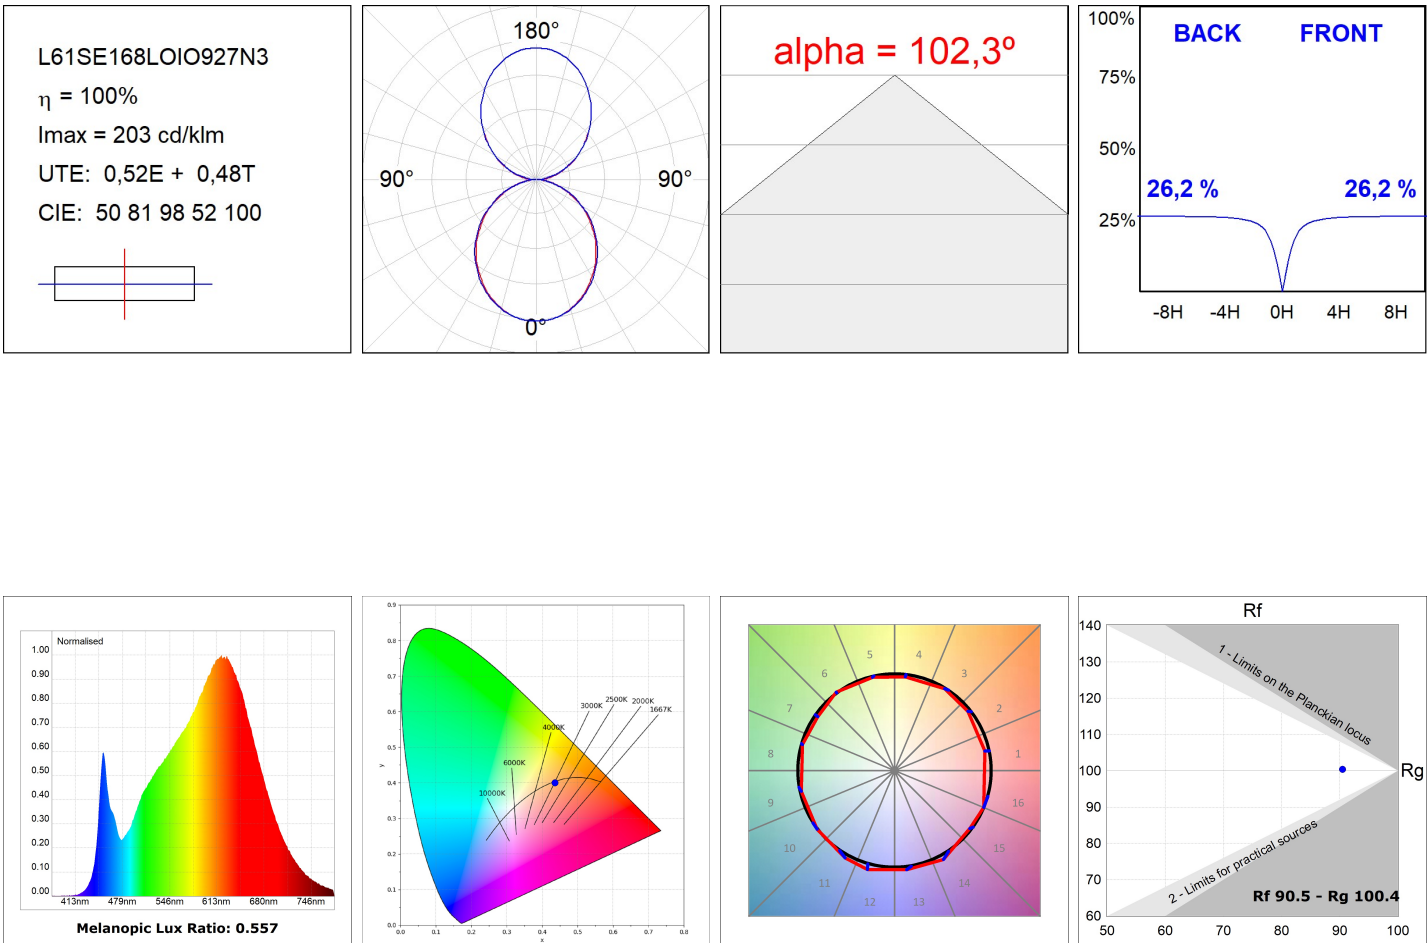 L61SE168LOIO927N3
η = 100%
Imax = 203 cd/klm
UTE: 0,52E + 0,48T
CIE: 50 81 98 52 100
180°
90°
90°
0°
alpha = 102,3º
100%
BACK
FRONT
75%
50%
26,2 %
26,2 %
25%
-8H
-4H
0H
4H
8H
Normalised
1.00
0.90
0.80
0.70
0.60
0.50
0.40
0.30
0.20
0.10
0.00
413nm
479nm
546nm
613nm
680nm
746nm
Melanopic Lux Ratio: 0.557
0.9
0.8
0.7
0.6
0.5
0.4
0.3
0.2
0.1
0.0
y
0.0
0.1
0.2
0.3
0.4
0.5
0.6
0.7
0.8
x
10000K
6000K
4000K
3000K
2500K
2000K
1667K
5
4
6
3
7
2
8
1
9
16
10
15
11
14
12
13
Rf
140
130
120
110
100
90
80
70
60
1 - Limits on the Planckian locus
Rg
2 - Limits for practical sources
Rf 90.5 - Rg 100.4
50
60
70
80
90
100